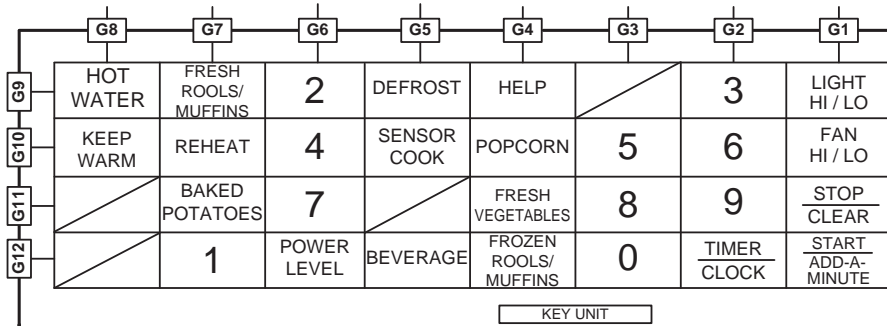 G8 G7 G6 G5 G4 G3 G2 G1
G9
HOT
WATER
FRESH
ROOLS/
MUFFINS
2
DEFROST
HELP
3
LIGHT
HI / LO
G10
KEEP
WARM
REHEAT
4
SENSOR
COOK
POPCORN
5
6
FAN
HI / LO
G11
BAKED
POTATOES
7
FRESH
VEGETABLES
8
9
STOP
CLEAR
G12
1
POWER
LEVEL
BEVERAGE
FROZEN
ROOLS/
MUFFINS
0
TIMER
CLOCK
START
ADD-A-
MINUTE
KEY UNIT